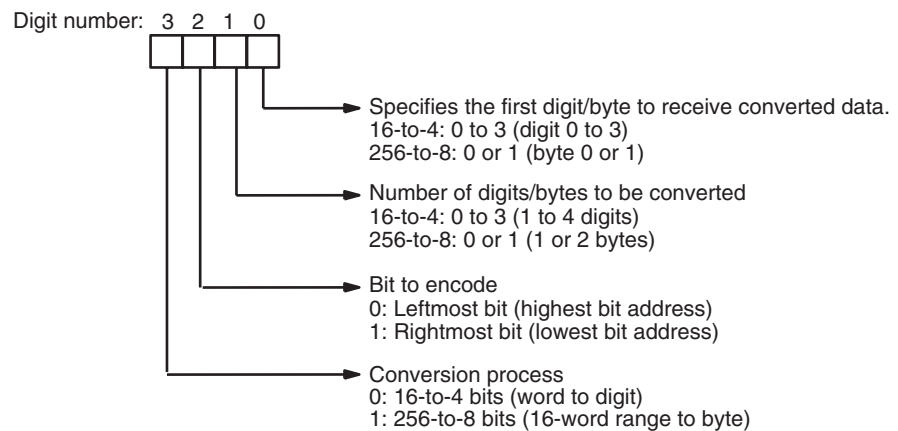 Digit number: 3 2 1 0
Specifies the first digit/byte to receive converted data.
16-to-4: 0 to 3 (digit 0 to 3)
256-to-8: 0 or 1 (byte 0 or 1)
Number of digits/bytes to be converted
16-to-4: 0 to 3 (1 to 4 digits)
256-to-8: 0 or 1 (1 or 2 bytes)
Bit to encode
0: Leftmost bit (highest bit address)
1: Rightmost bit (lowest bit address)
Conversion process
0: 16-to-4 bits (word to digit)
1: 256-to-8 bits (16-word range to byte)